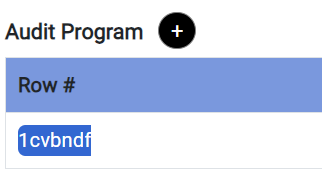 Audit Program +
Row #
1cvbndf